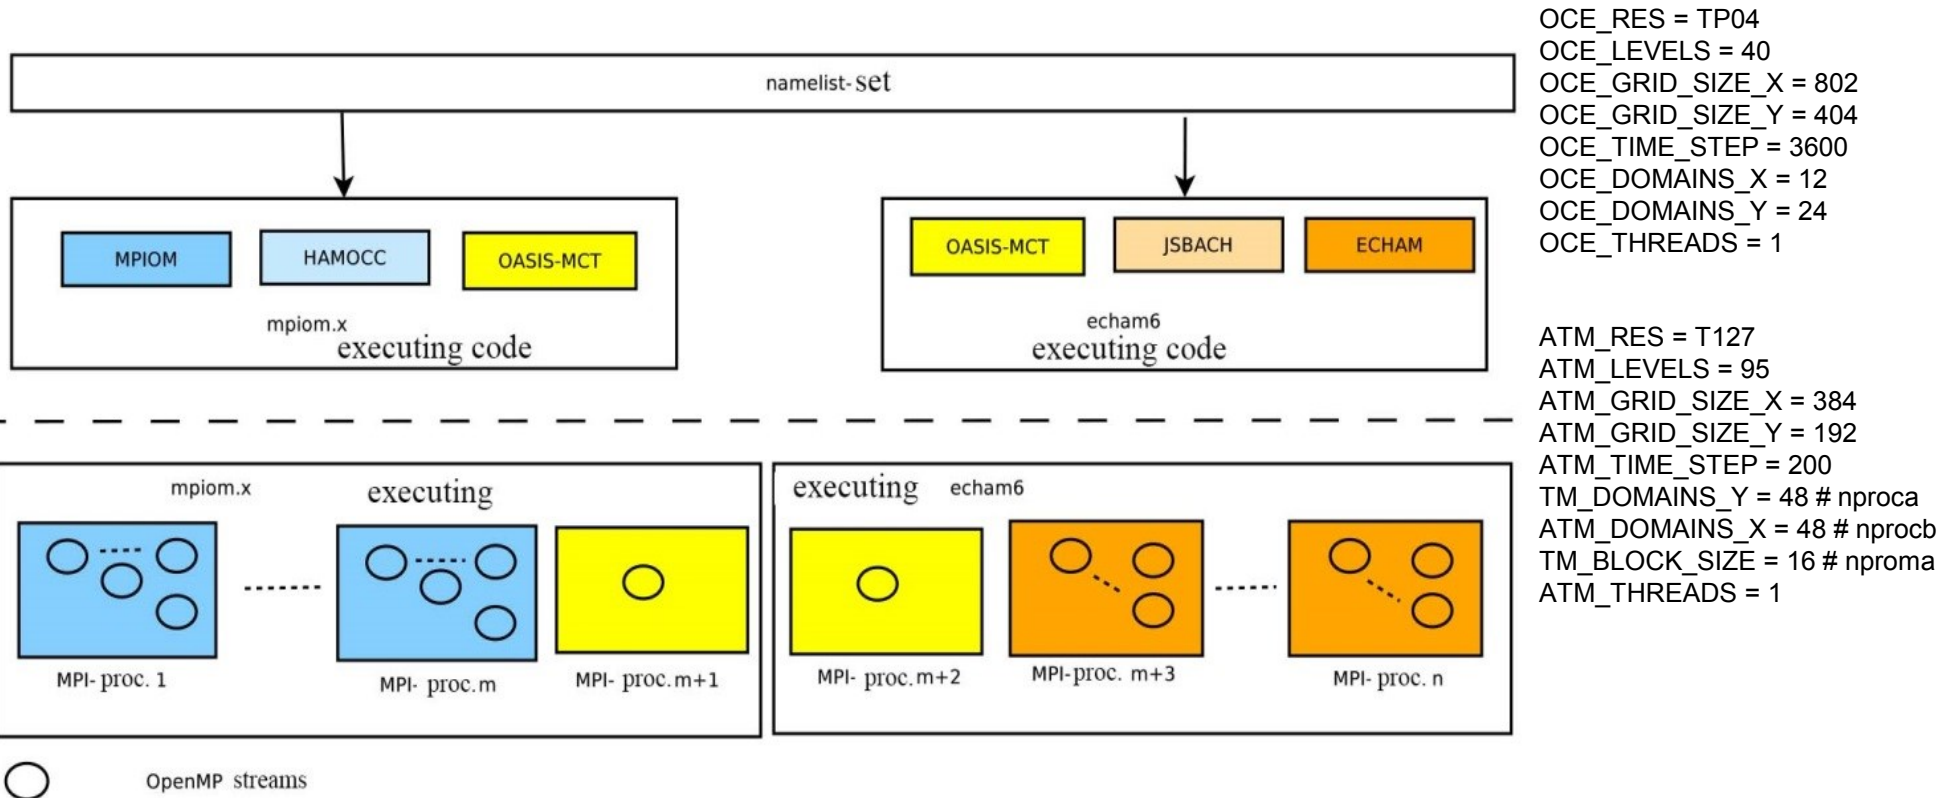 namelist-set
MPIOM
HAMOCC
OASIS-MCT
mpiom.x
executing code
OASIS-MCT
JSBACH
ECHAM
echam6
executing code
mpiom.x executing
MPI- proc. 1
MPI- proc.m
MPI- proc.m+1
executing echam6
MPI- proc.m+2
MPI-proc. m+3
MPI- proc. n
OpenMP streams
OCE_RES = TP04
OCE_LEVELS = 40
OCE_GRID_SIZE_X = 802
OCE_GRID_SIZE_Y = 404
OCE_TIME_STEP = 3600
OCE_DOMAINS_X = 12
OCE_DOMAINS_Y = 24
OCE_THREADS = 1
ATM_RES = T127
ATM_LEVELS = 95
ATM_GRID_SIZE_X = 384
ATM_GRID_SIZE_Y = 192
ATM_TIME_STEP = 200
TM_DOMAINS_Y = 48 # nproca
ATM_DOMAINS_X = 48 # nprocb
TM_BLOCK_SIZE = 16 # nproma
ATM_THREADS = 1